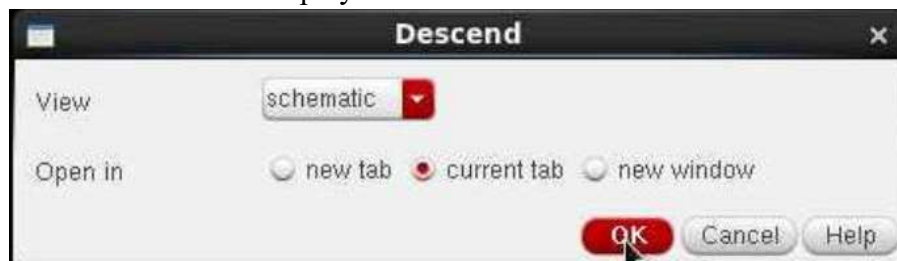 Descend
View schematic
Open in new tab current tab new window
OK Cancel Help